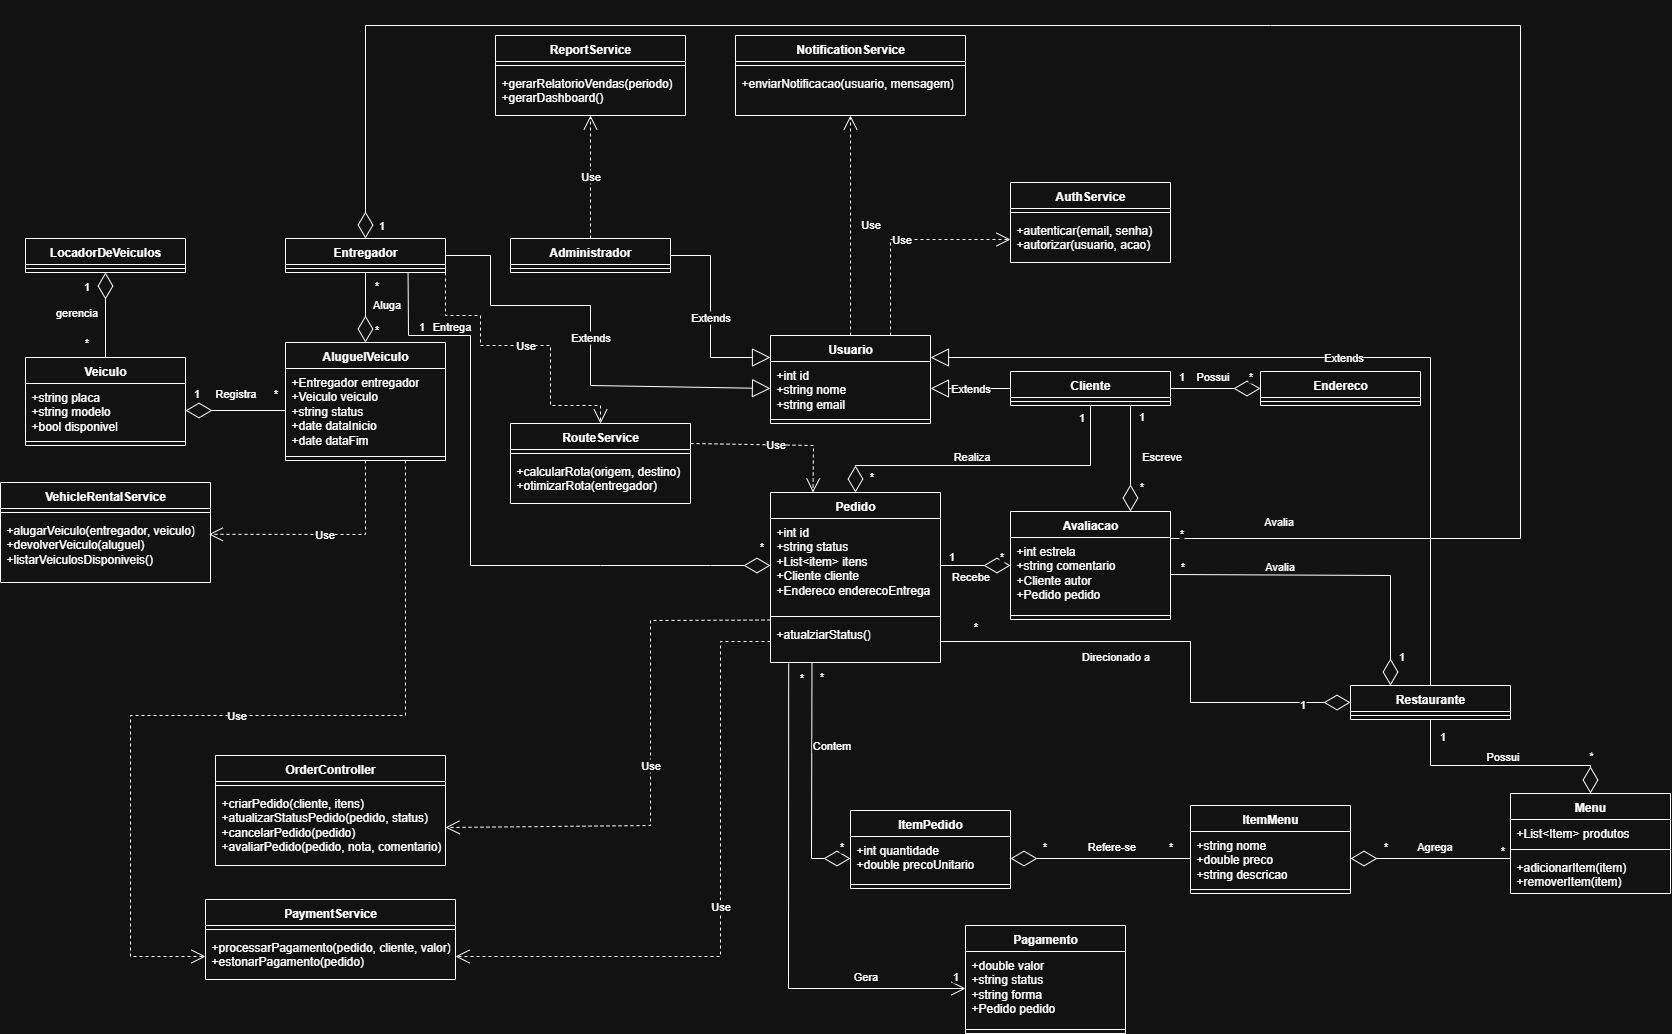 ReportService
+gerarRelatorioVendas(periodo)
+gerarDashboard()
NotificationService
+enviarNotificacao(usuario, mensagem)
Use
Use
AuthService
+autenticar(email, senha)
+autorizar(usuario, acao)
Use
1
LocadorDeVeiculos
Entregador
Administrador
1
gerencia
*
*
Aluga
*
1 Entrega
Extends
Extends
Use
Veiculo
+string placa
+string modelo
+bool disponivel
1
Registra
*
AluguelVeiculo
+Entregador entregador
+Veiculo veiculo
+string status
+date dataInicio
+date dataFim
Usuario
+int id
+string nome
+string email
Extends
Extends
Cliente
1
Possui
*
Endereco
1
1
RouteService
+calcularRota(origem, destino)
+otimizarRota(entregador)
Use
Realiza
*
Escreve
*
VehicleRentalService
+alugarVeiculo(entregador, veiculo)
+devolverVeiculo(aluguel)
+listarVeiculosDisponiveis()
Use
Pedido
+int id
+string status
+List<item> itens
+Cliente cliente
+Endereco enderecoEntrega
+atualziarStatus()
*
1
*
Recebe
Avaliacao
+int estrela
+string comentario
+Cliente autor
+Pedido pedido
*
Avalia
*
Avalia
1
*
Direcionado a
1
Restaurante
1
Possui
*
Use
*
*
Contem
Use
OrderController
+criarPedido(cliente, itens)
+atualizarStatusPedido(pedido, status)
+cancelarPedido(pedido)
+avaliarPedido(pedido, nota, comentario)
*
ItemPedido
+int quantidade
+double precoUnitario
*
Refere-se
*
ItemMenu
+string nome
+double preco
+string descricao
*
Agrega
*
Menu
+List<Item> produtos
+adicionarItem(item)
+removerItem(item)
Use
PaymentService
+processarPagamento(pedido, cliente, valor)
+estonarPagamento(pedido)
Gera
1
Pagamento
+double valor
+string status
+string forma
+Pedido pedido